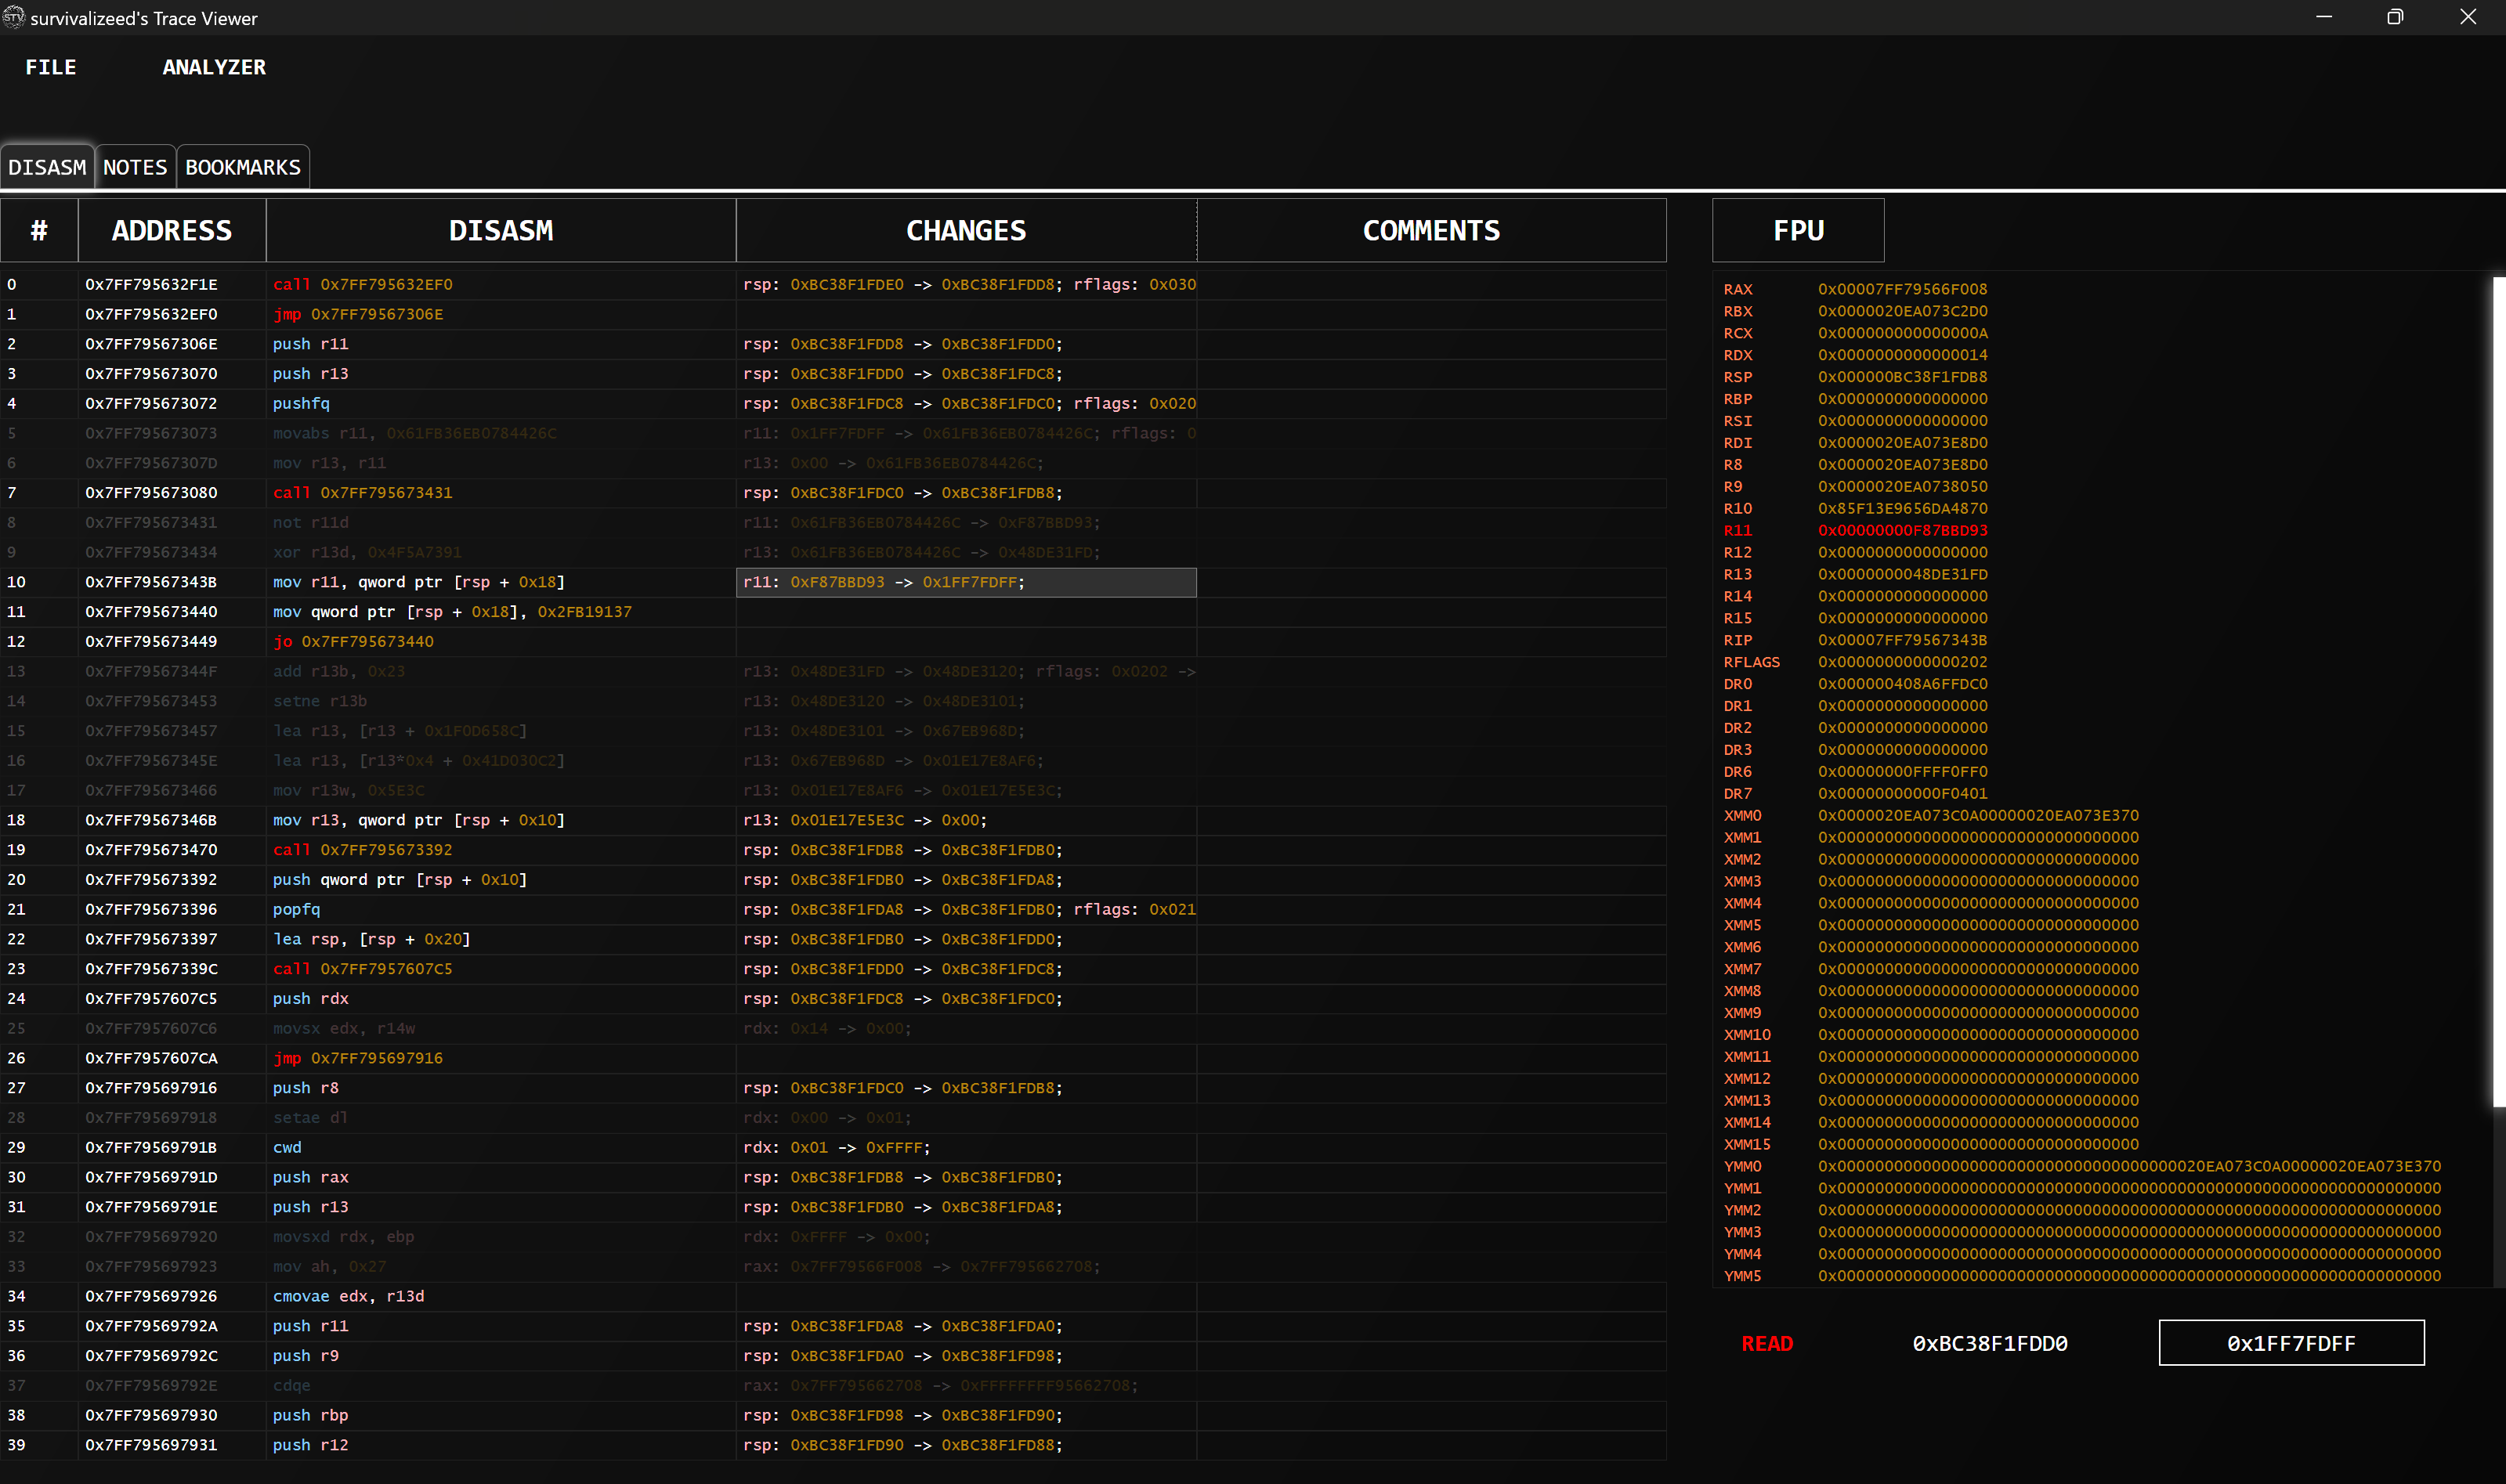 STV survivalizeed's Trace Viewer
FILE ANALYZER
DISASM NOTES BOOKMARKS
# ADDRESS DISASM CHANGES COMMENTS
0 0x7FF795632F1E call 0x7FF795632EF0 rsp: 0xBC38F1FDE0 -> 0xBC38F1FDD8; rflags: 0x030
1 0x7FF795632EF0 jmp 0x7FF79567306E
2 0x7FF79567306E push r11 rsp: 0xBC38F1FDD8 -> 0xBC38F1FDD0;
3 0x7FF795673070 push r13 rsp: 0xBC38F1FDD0 -> 0xBC38F1FDC8;
4 0x7FF795673072 pushfq rsp: 0xBC38F1FDC8 -> 0xBC38F1FDC0; rflags: 0x020
5 0x7FF795673073 movabs r11, 0x61FB36EB0784426C r11: 0x1FF7FDFF -> 0x61FB36EB0784426C; rflags: 0
6 0x7FF79567307D mov r13, r11 r13: 0x00 -> 0x61FB36EB0784426C;
7 0x7FF795673080 call 0x7FF795673431 rsp: 0xBC38F1FDC0 -> 0xBC38F1FDB8;
8 0x7FF795673431 not r11d r11: 0x61FB36EB0784426C -> 0xF87BBD93;
9 0x7FF795673434 xor r13d, 0x4F5A7391 r13: 0x61FB36EB0784426C -> 0x48DE31FD;
10 0x7FF79567343B mov r11, qword ptr [rsp + 0x18] r11: 0xF87BBD93 -> 0x1FF7FDFF;
11 0x7FF795673440 mov qword ptr [rsp + 0x18], 0x2FB19137
12 0x7FF795673449 jo 0x7FF795673440
13 0x7FF79567344F add r13b, 0x23 r13: 0x48DE31FD -> 0x48DE3120; rflags: 0x0202 ->
14 0x7FF795673453 setne r13b r13: 0x48DE3120 -> 0x48DE3101;
15 0x7FF795673457 lea r13, [r13 + 0x1F0D658C] r13: 0x48DE3101 -> 0x67EB968D;
16 0x7FF79567345E lea r13, [r13*0x4 + 0x41D030C2] r13: 0x67EB968D -> 0x01E17E8AF6;
17 0x7FF795673466 mov r13w, 0x5E3C r13: 0x01E17E8AF6 -> 0x01E17E5E3C;
18 0x7FF79567346B mov r13, qword ptr [rsp + 0x10] r13: 0x01E17E5E3C -> 0x00;
19 0x7FF795673470 call 0x7FF795673392 rsp: 0xBC38F1FDB8 -> 0xBC38F1FDB0;
20 0x7FF795673392 push qword ptr [rsp + 0x10] rsp: 0xBC38F1FDB0 -> 0xBC38F1FDA8;
21 0x7FF795673396 popfq rsp: 0xBC38F1FDA8 -> 0xBC38F1FDB0; rflags: 0x021
22 0x7FF795673397 lea rsp, [rsp + 0x20] rsp: 0xBC38F1FDB0 -> 0xBC38F1FDD0;
23 0x7FF79567339C call 0x7FF7957607C5 rsp: 0xBC38F1FDD0 -> 0xBC38F1FDC8;
24 0x7FF7957607C5 push rdx rsp: 0xBC38F1FDC8 -> 0xBC38F1FDC0;
25 0x7FF7957607C6 movsx edx, r14w rdx: 0x14 -> 0x00;
26 0x7FF7957607CA jmp 0x7FF795697916
27 0x7FF795697916 push r8 rsp: 0xBC38F1FDC0 -> 0xBC38F1FDB8;
28 0x7FF795697918 setae dl rdx: 0x00 -> 0x01;
29 0x7FF79569791B cwd rdx: 0x01 -> 0xFFFF;
30 0x7FF79569791D push rax rsp: 0xBC38F1FDB8 -> 0xBC38F1FDB0;
31 0x7FF79569791E push r13 rsp: 0xBC38F1FDB0 -> 0xBC38F1FDA8;
32 0x7FF795697920 movsxd rdx, ebp rdx: 0xFFFF -> 0x00;
33 0x7FF795697923 mov ah, 0x27 rax: 0x7FF79566F008 -> 0x7FF795662708;
34 0x7FF795697926 cmovae edx, r13d
35 0x7FF79569792A push r11 rsp: 0xBC38F1FDA8 -> 0xBC38F1FDA0;
36 0x7FF79569792C push r9 rsp: 0xBC38F1FDA0 -> 0xBC38F1FD98;
37 0x7FF79569792E cdqe rax: 0x7FF795662708 -> 0xFFFFFFFF95662708;
38 0x7FF795697930 push rbp rsp: 0xBC38F1FD98 -> 0xBC38F1FD90;
39 0x7FF795697931 push r12 rsp: 0xBC38F1FD90 -> 0xBC38F1FD88;
FPU
RAX 0x00007FF79566F008
RBX 0x0000020EA073C2D0
RCX 0x000000000000000A
RDX 0x0000000000000014
RSP 0x000000BC38F1FDB8
RBP 0x0000000000000000
RSI 0x0000000000000000
RDI 0x0000020EA073E8D0
R8 0x0000020EA073E8D0
R9 0x0000020EA0738050
R10 0x85F13E9656DA4870
R11 0x00000000F87BBD93
R12 0x0000000000000000
R13 0x0000000048DE31FD
R14 0x0000000000000000
R15 0x0000000000000000
RIP 0x00007FF79567343B
RFLAGS 0x0000000000000202
DR0 0x000000408A6FFDC0
DR1 0x0000000000000000
DR2 0x0000000000000000
DR3 0x0000000000000000
DR6 0x00000000FFFF0FF0
DR7 0x00000000000F0401
XMM0 0x0000020EA073C0A00000020EA073E370
XMM1 0x00000000000000000000000000000000
XMM2 0x00000000000000000000000000000000
XMM3 0x00000000000000000000000000000000
XMM4 0x00000000000000000000000000000000
XMM5 0x00000000000000000000000000000000
XMM6 0x00000000000000000000000000000000
XMM7 0x00000000000000000000000000000000
XMM8 0x00000000000000000000000000000000
XMM9 0x00000000000000000000000000000000
XMM10 0x00000000000000000000000000000000
XMM11 0x00000000000000000000000000000000
XMM12 0x00000000000000000000000000000000
XMM13 0x00000000000000000000000000000000
XMM14 0x00000000000000000000000000000000
XMM15 0x00000000000000000000000000000000
YMM0 0x000000000000000000000000000000000000020EA073C0A00000020EA073E370
YMM1 0x0000000000000000000000000000000000000000000000000000000000000000
YMM2 0x0000000000000000000000000000000000000000000000000000000000000000
YMM3 0x0000000000000000000000000000000000000000000000000000000000000000
YMM4 0x0000000000000000000000000000000000000000000000000000000000000000
YMM5 0x0000000000000000000000000000000000000000000000000000000000000000
READ 0xBC38F1FDD0 0x1FF7FDFF